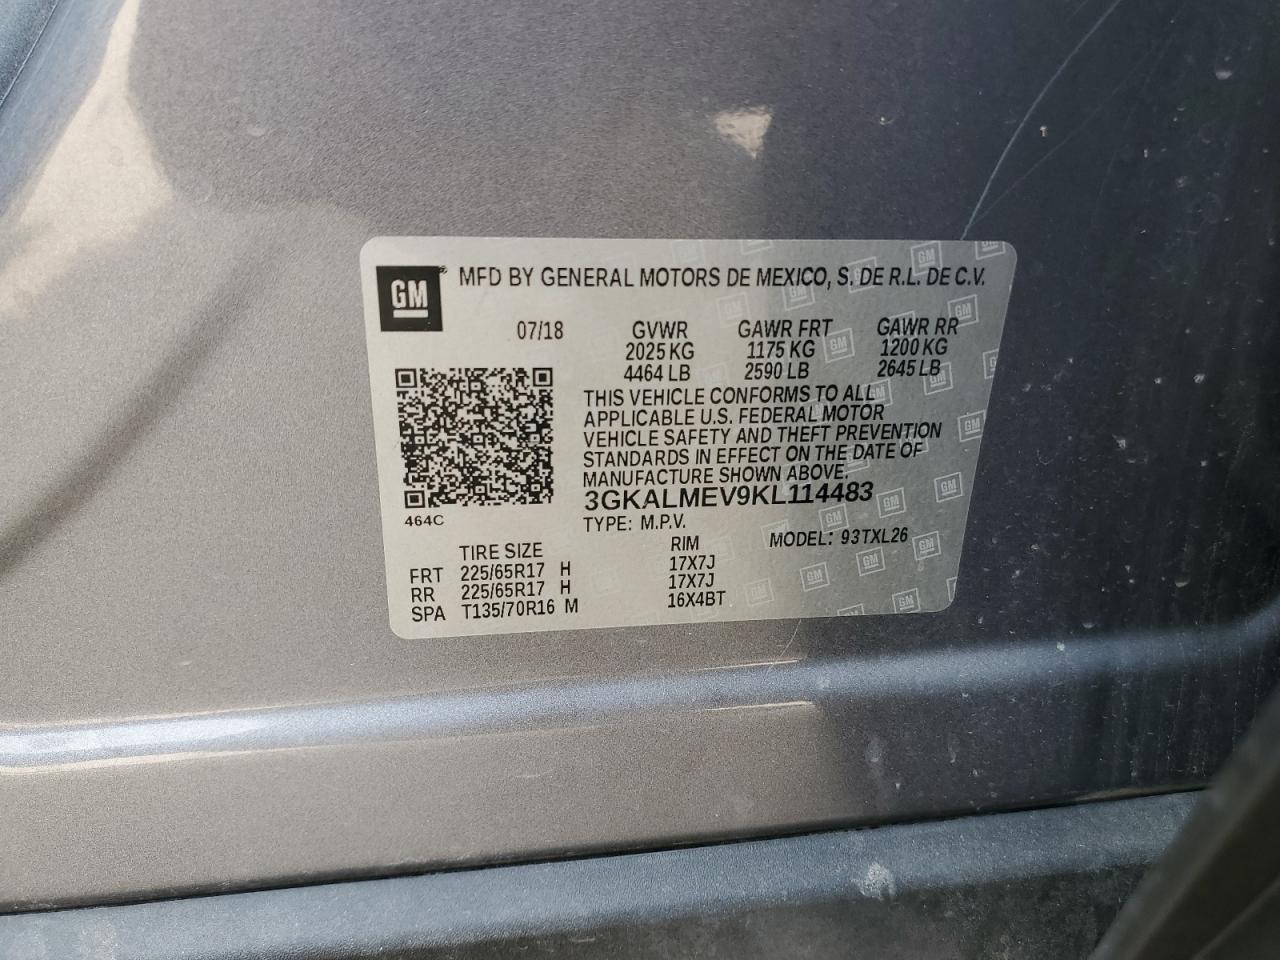 GM
MFD BY GENERAL MOTORS DE MEXICO, S. DE R.L. DE C.V.
07/18 GVWR GAWR FRT GAWR RR
2025 KG 1175 KG 1200 KG
4464 LB 2590 LB 2645 LB
THIS VEHICLE CONFORMS TO ALL
APPLICABLE U.S. FEDERAL MOTOR
VEHICLE SAFETY AND THEFT PREVENTION
STANDARDS IN EFFECT ON THE DATE OF
MANUFACTURE SHOWN ABOVE.
3GKALMEV9KL114483
464C
TYPE: M.P.V. MODEL: 93TXL26
TIRE SIZE RIM
FRT 225/65R17 H 17X7J
RR 225/65R17 H 17X7J
SPA T135/70R16 M 16X4BT